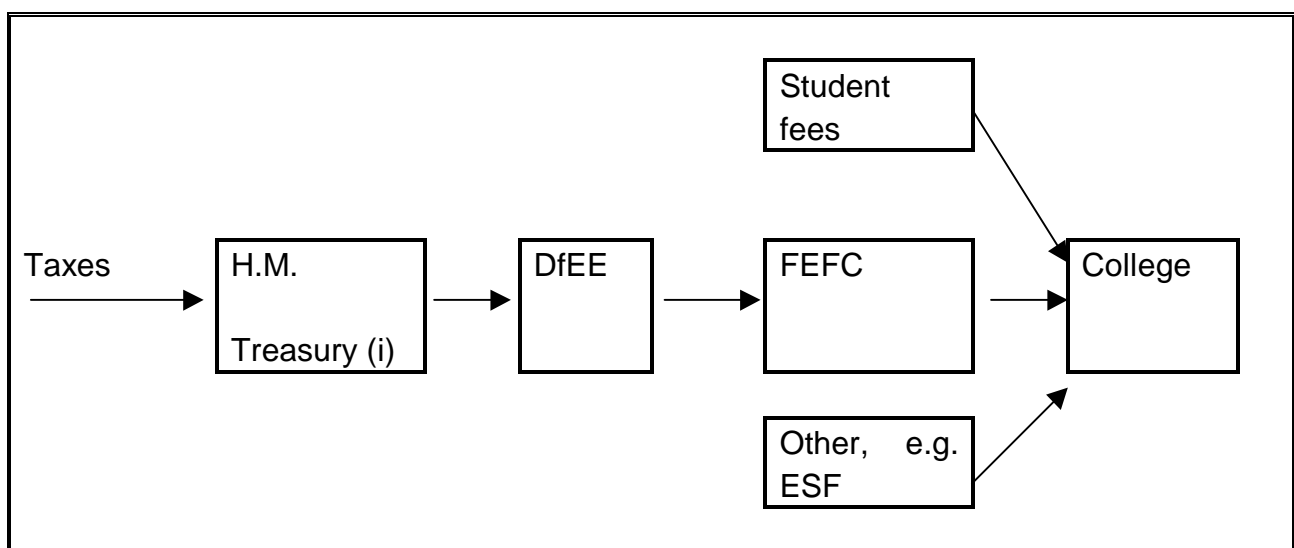 Student
fees
Taxes
H.M.
Treasury (i)
DfEE
FEFC
College
Other, e.g.
ESF